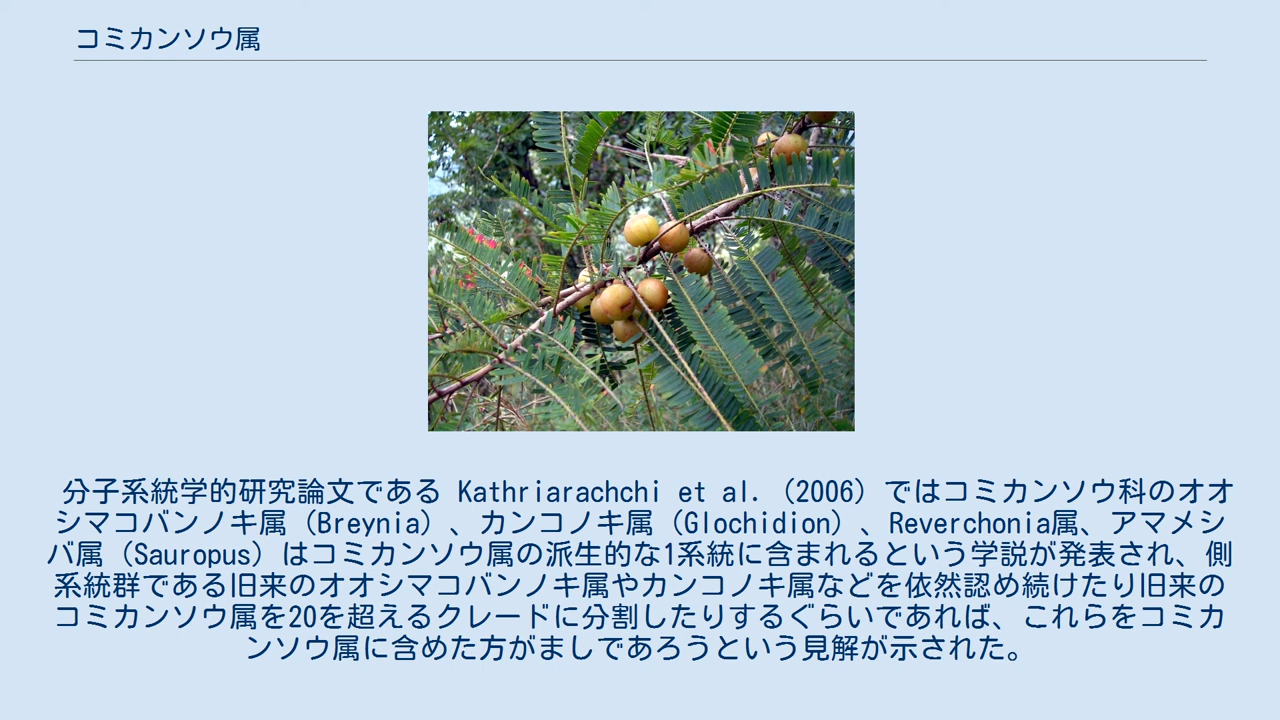 コミカンソウ属
分子系統学的研究論文である Kathriarachchi et al. (2006) ではコミカンソウ科のオオ
シマコバンノキ属（Breynia）、カンコノキ属（Glochidion）、Reverchonia属、アマメシ
バ属（Sauropus）はコミカンソウ属の派生的な1系統に含まれるという学説が発表され、側
系統群である旧来のオオシマコバンノキ属やカンコノキ属などを依然認め続けたり旧来の
コミカンソウ属を20を超えるクレードに分割したりするぐらいであれば、これらをコミカ
ンソウ属に含めた方がましであろうという見解が示された。